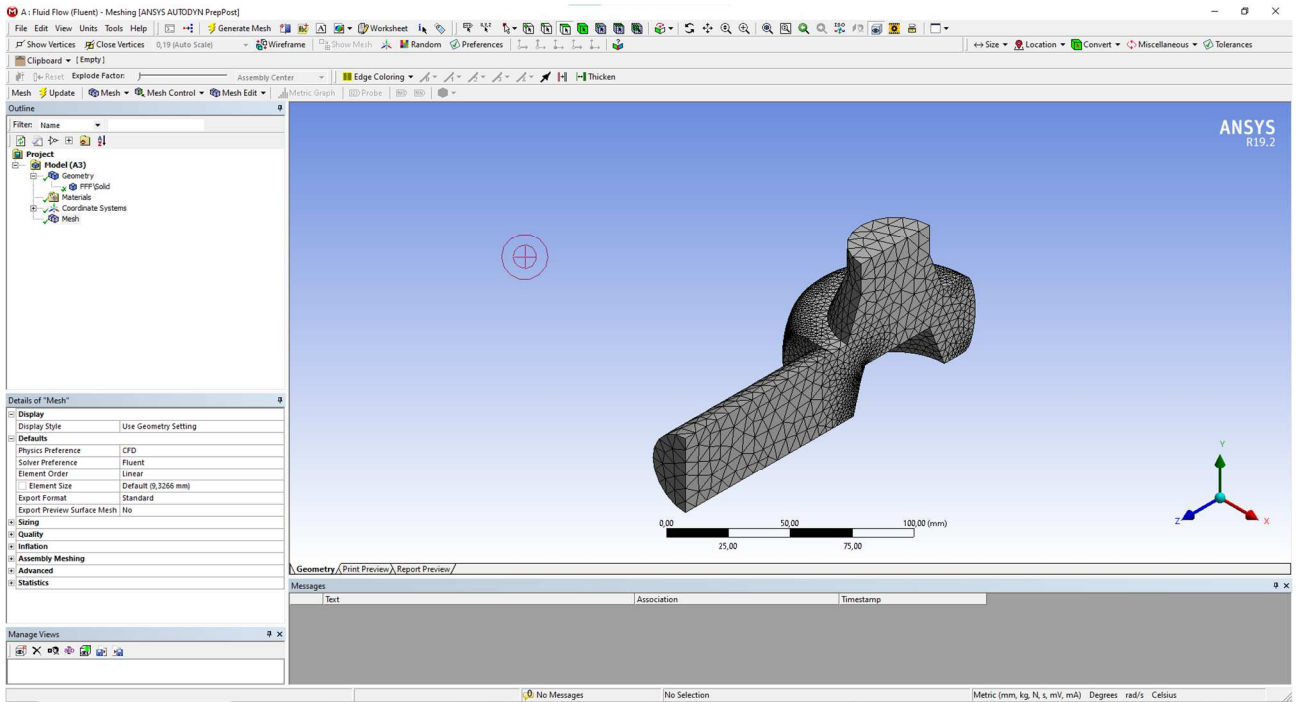 A : Fluid Flow (Fluent) - Meshing [ANSYS AUTODYN PrepPost]
File Edit View Units Tools Help Generate Mesh Worksheet
Show Vertices Close Vertices 0,19 (Auto Scale) Wireframe Show Mesh Random Preferences Size Location Convert Miscellaneous Tolerances
Clipboard [Empty]
Reset Explode Factor: Assembly Center Edge Coloring Thicken
Mesh Update Mesh Mesh Control Mesh Edit Metric Graph Probe
Outline
Filter: Name
Project
Model (A3)
Geometry
FFF\Solid
Materials
Coordinate Systems
Mesh
ANSYS
R19.2
Details of "Mesh"
Display
Display Style Use Geometry Setting
Defaults
Physics Preference CFD
Solver Preference Fluent
Element Order Linear
Element Size Default (9,3266 mm)
Export Format Standard
Export Preview Surface Mesh No
Sizing
Quality
Inflation
Assembly Meshing
Advanced
Statistics
0,00 50,00 100,00 (mm)
25,00 75,00
Y
Z X
Geometry Print Preview Report Preview
Messages
Text Association Timestamp
Manage Views
0 No Messages No Selection Metric (mm, kg, N, s, mV, mA) Degrees rad/s Celsius